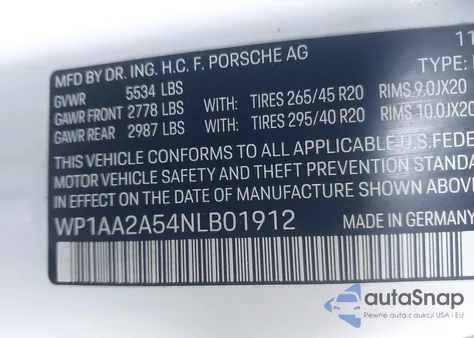 MFD BY DR. ING. H.C. F. PORSCHE AG 11
GVWR 5534 LBS TYPE:
GAWR FRONT 2778 LBS WITH: TIRES 265/45 R20 RIMS 9.0JX20
GAWR REAR 2987 LBS WITH: TIRES 295/40 R20 RIMS 10.0JX20
THIS VEHICLE CONFORMS TO ALL APPLICABLE U.S.FEDE
MOTOR VEHICLE SAFETY AND THEFT PREVENTION STANDA
IN EFFECT ON THE DATE OF MANUFACTURE SHOWN ABOVE.
WP1AA2A54NLB01912 MADE IN GERMANY
autoSnap
Pewne auta z aukcji USA i EU